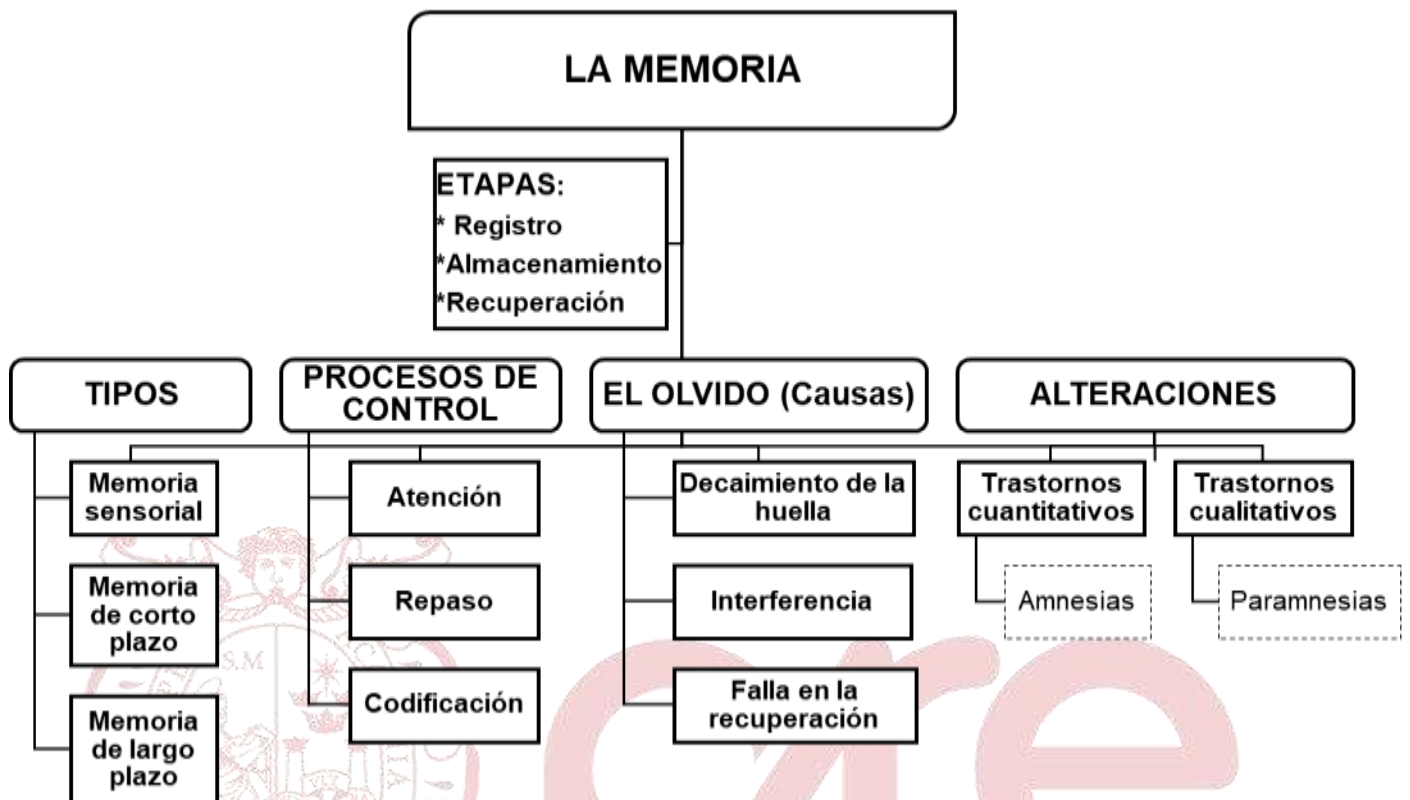 LA MEMORIA
ETAPAS:
* Registro
*Almacenamiento
*Recuperación
TIPOS
Memoria
sensorial
Memoria
de corto
plazo
Memoria
de largo
plazo
PROCESOS DE
CONTROL
Atención
Repaso
Codificación
EL OLVIDO (Causas)
Decaimiento de la
huella
Interferencia
Falla en la
recuperación
ALTERACIONES
Trastornos
cuantitativos
Amnesias
Trastornos
cualitativos
Paramnesias
S.M
cre